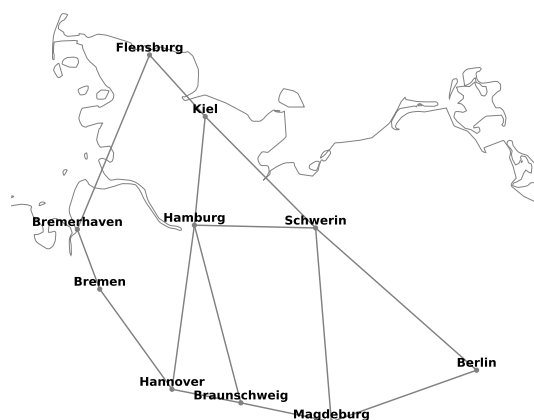 Flensburg
Kiel
Bremerhaven
Hamburg
Schwerin
Bremen
Berlin
Hannover
Braunschweig
Magdeburg